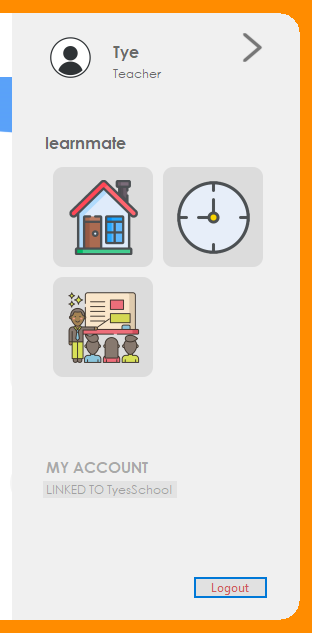 Tye
Teacher
learnmate
MY ACCOUNT
LINKED TO TyesSchool
Logout